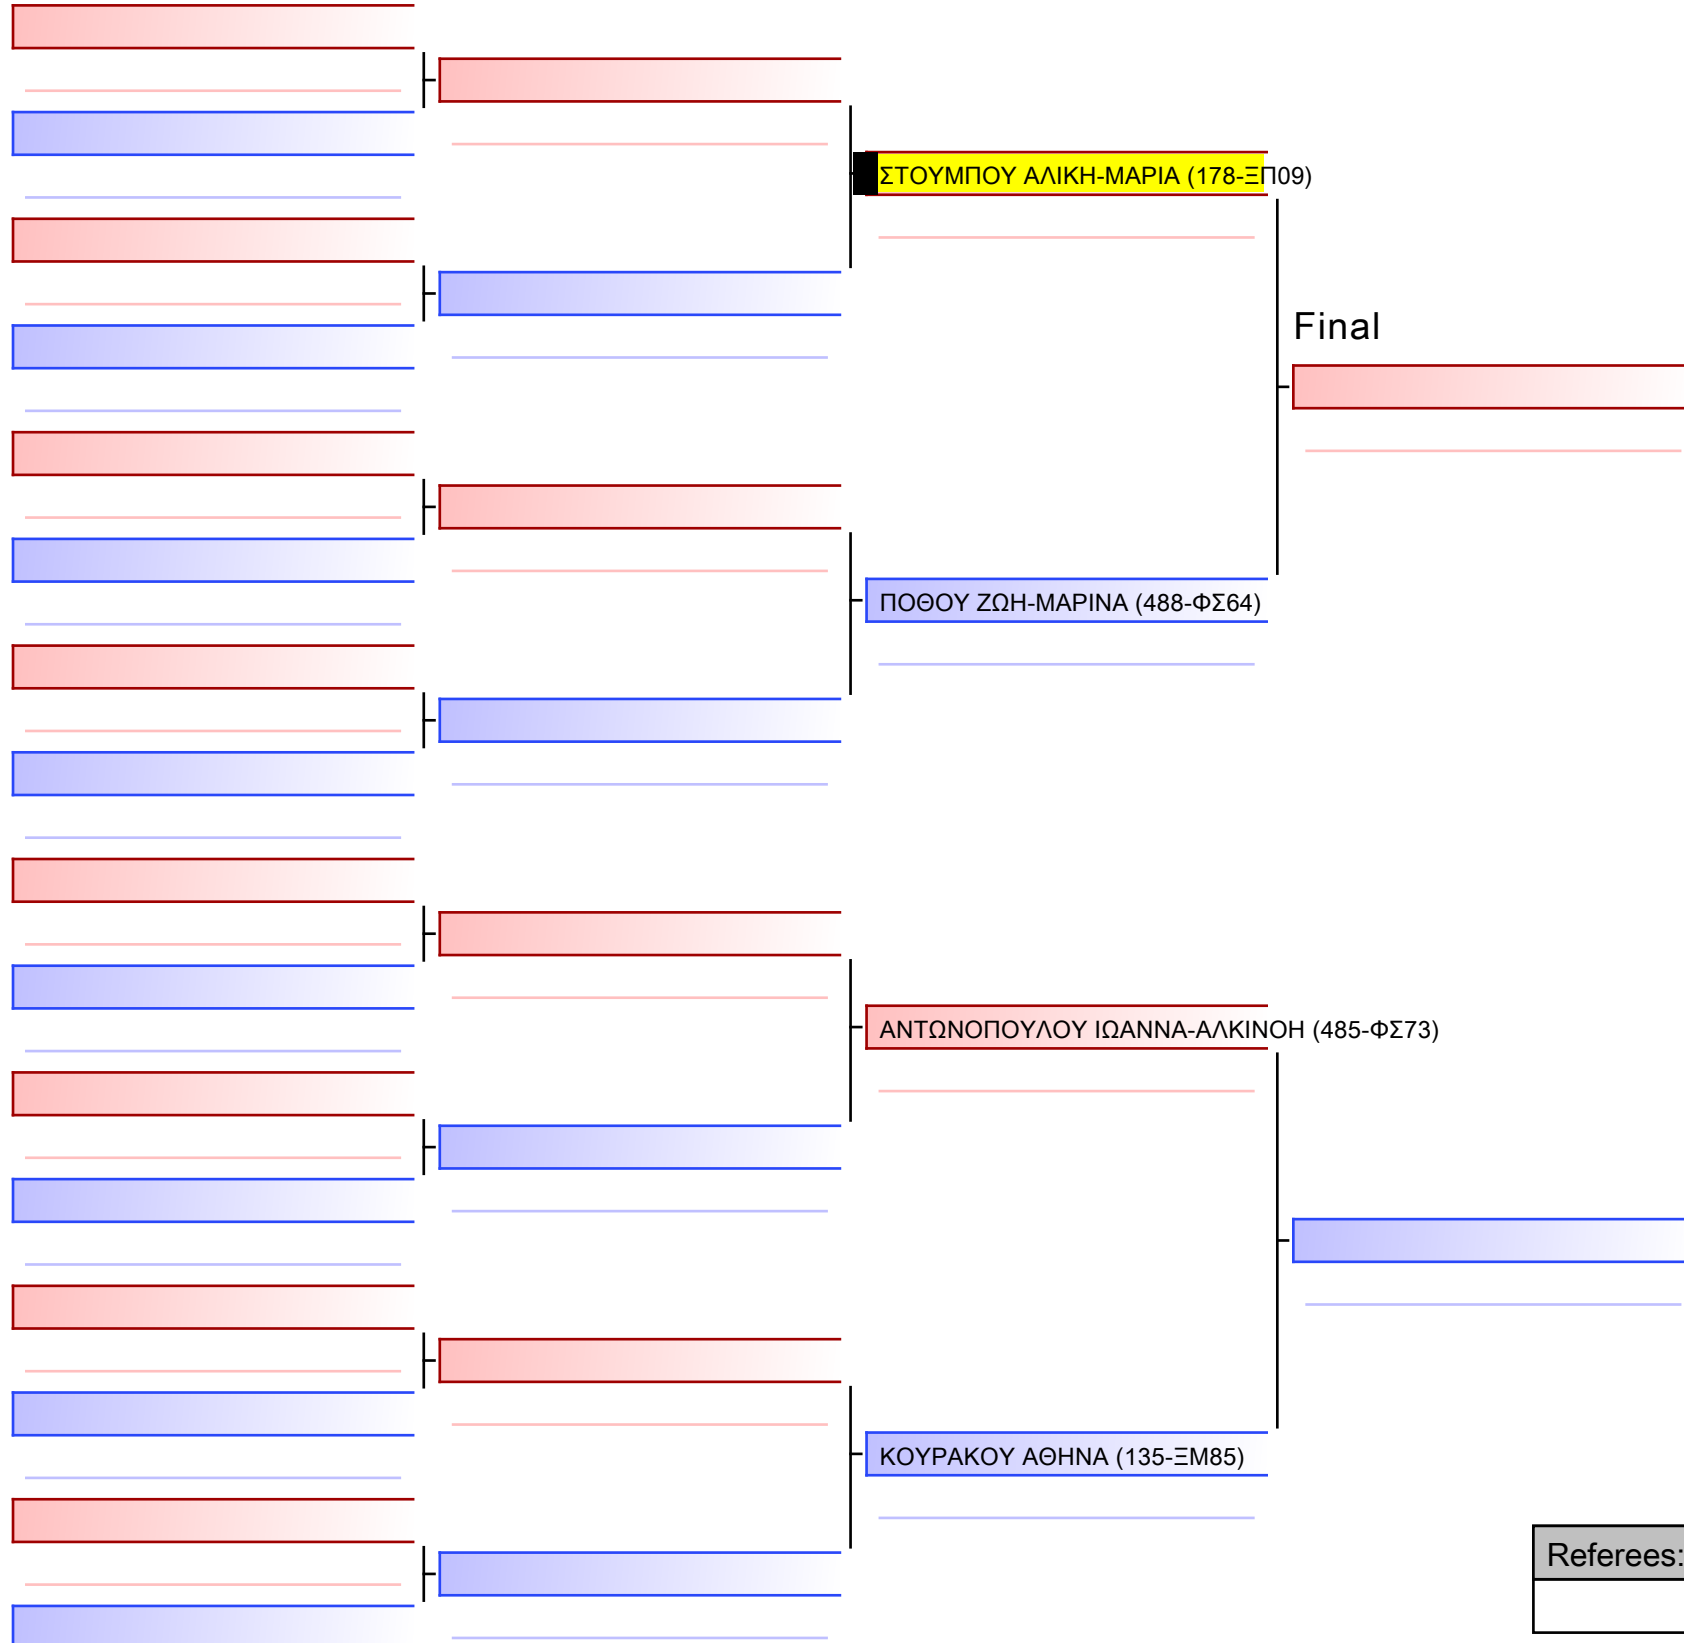 ΣΤΟΥΜΠΟΥ ΑΛΙΚΗ-ΜΑΡΙΑ (178-ΞΠ09)
Final
ΠΟΘΟΥ ΖΩΗ-ΜΑΡΙΝΑ (488-ΦΣ64)
ΑΝΤΩΝΟΠΟΥΛΟΥ ΙΩΑΝΝΑ-ΑΛΚΙΝΟΗ (485-ΦΣ73)
ΚΟΥΡΑΚΟΥ ΑΘΗΝΑ (135-ΞΜ85)
Referees: